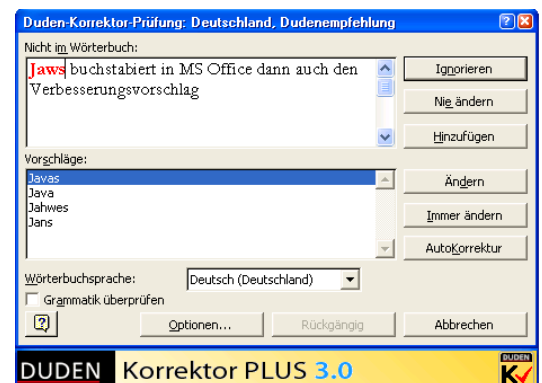 Duden-Korrektor-Prüfung: Deutschland, Dudenempfehlung
Nicht im Wörterbuch:
Jaws buchstabiert in MS Office dann auch den
Verbesserungsvorschlag
Ignorieren
Nie ändern
Hinzufügen
Vorschläge:
Javas
Java
Jahwes
Jans
Ändern
Immer ändern
AutoKorrektur
Wörterbuchsprache: Deutsch (Deutschland)
Grammatik überprüfen
Optionen... Rückgängig Abbrechen
DUDEN Korrektor PLUS 3.0
DUDEN
K